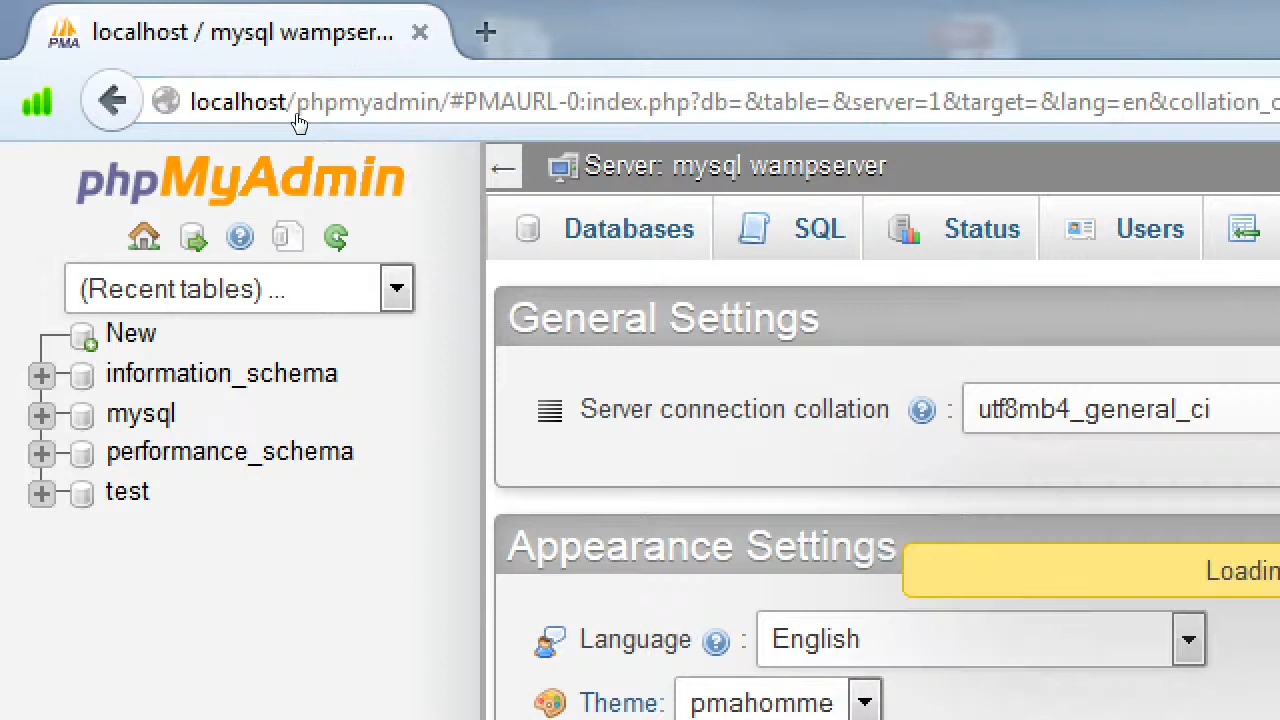 localhost / mysql wampser...
PMA
localhost/phpmyadmin/#PMAURL-0:index.php?db=&table=&server=1&target=&lang=en&collation_c
phpMyAdmin
Server: mysql wampserver
Databases
SQL
Status
Users
(Recent tables) ...
New
information_schema
mysql
performance_schema
test
General Settings
Server connection collation :
utf8mb4_general_ci
Appearance Settings
Loadin
Language :
English
Theme:
pmahomme